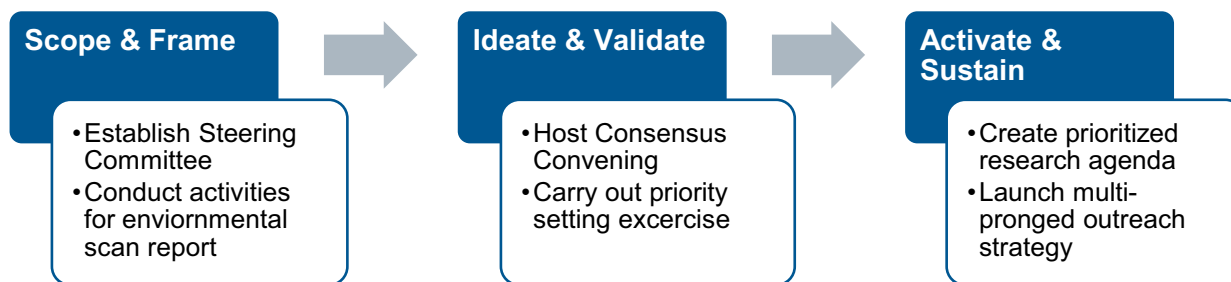 Scope & Frame
•Establish Steering
Committee
•Conduct activities
for enviornmental
scan report
Ideate & Validate
•Host Consensus
Convening
•Carry out priority
setting excercise
Activate &
Sustain
•Create prioritized
research agenda
•Launch multi-
pronged outreach
strategy